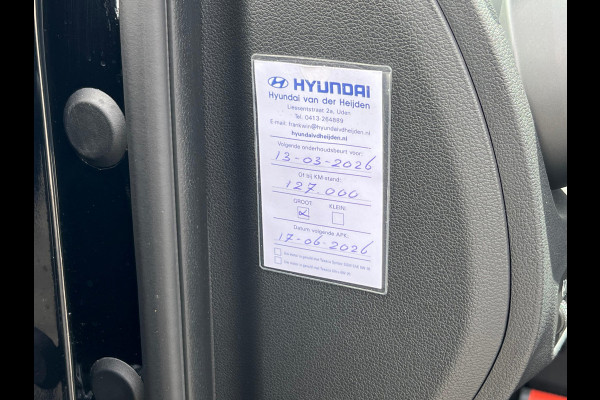 HYUNDAI
Hyundai van der Heijden
Liessentstraat 2a, Uden
Tel. 0413-264889
E-mail: franswin@hyundaivdheijden.nl
hyundaivdheijden.nl
Volgende onderhoudsbeurt voor:
13-03-2026
Of bij KM-stand:
127.000
GROOT: KLEIN:
Datum volgende APK:
17-06-2026